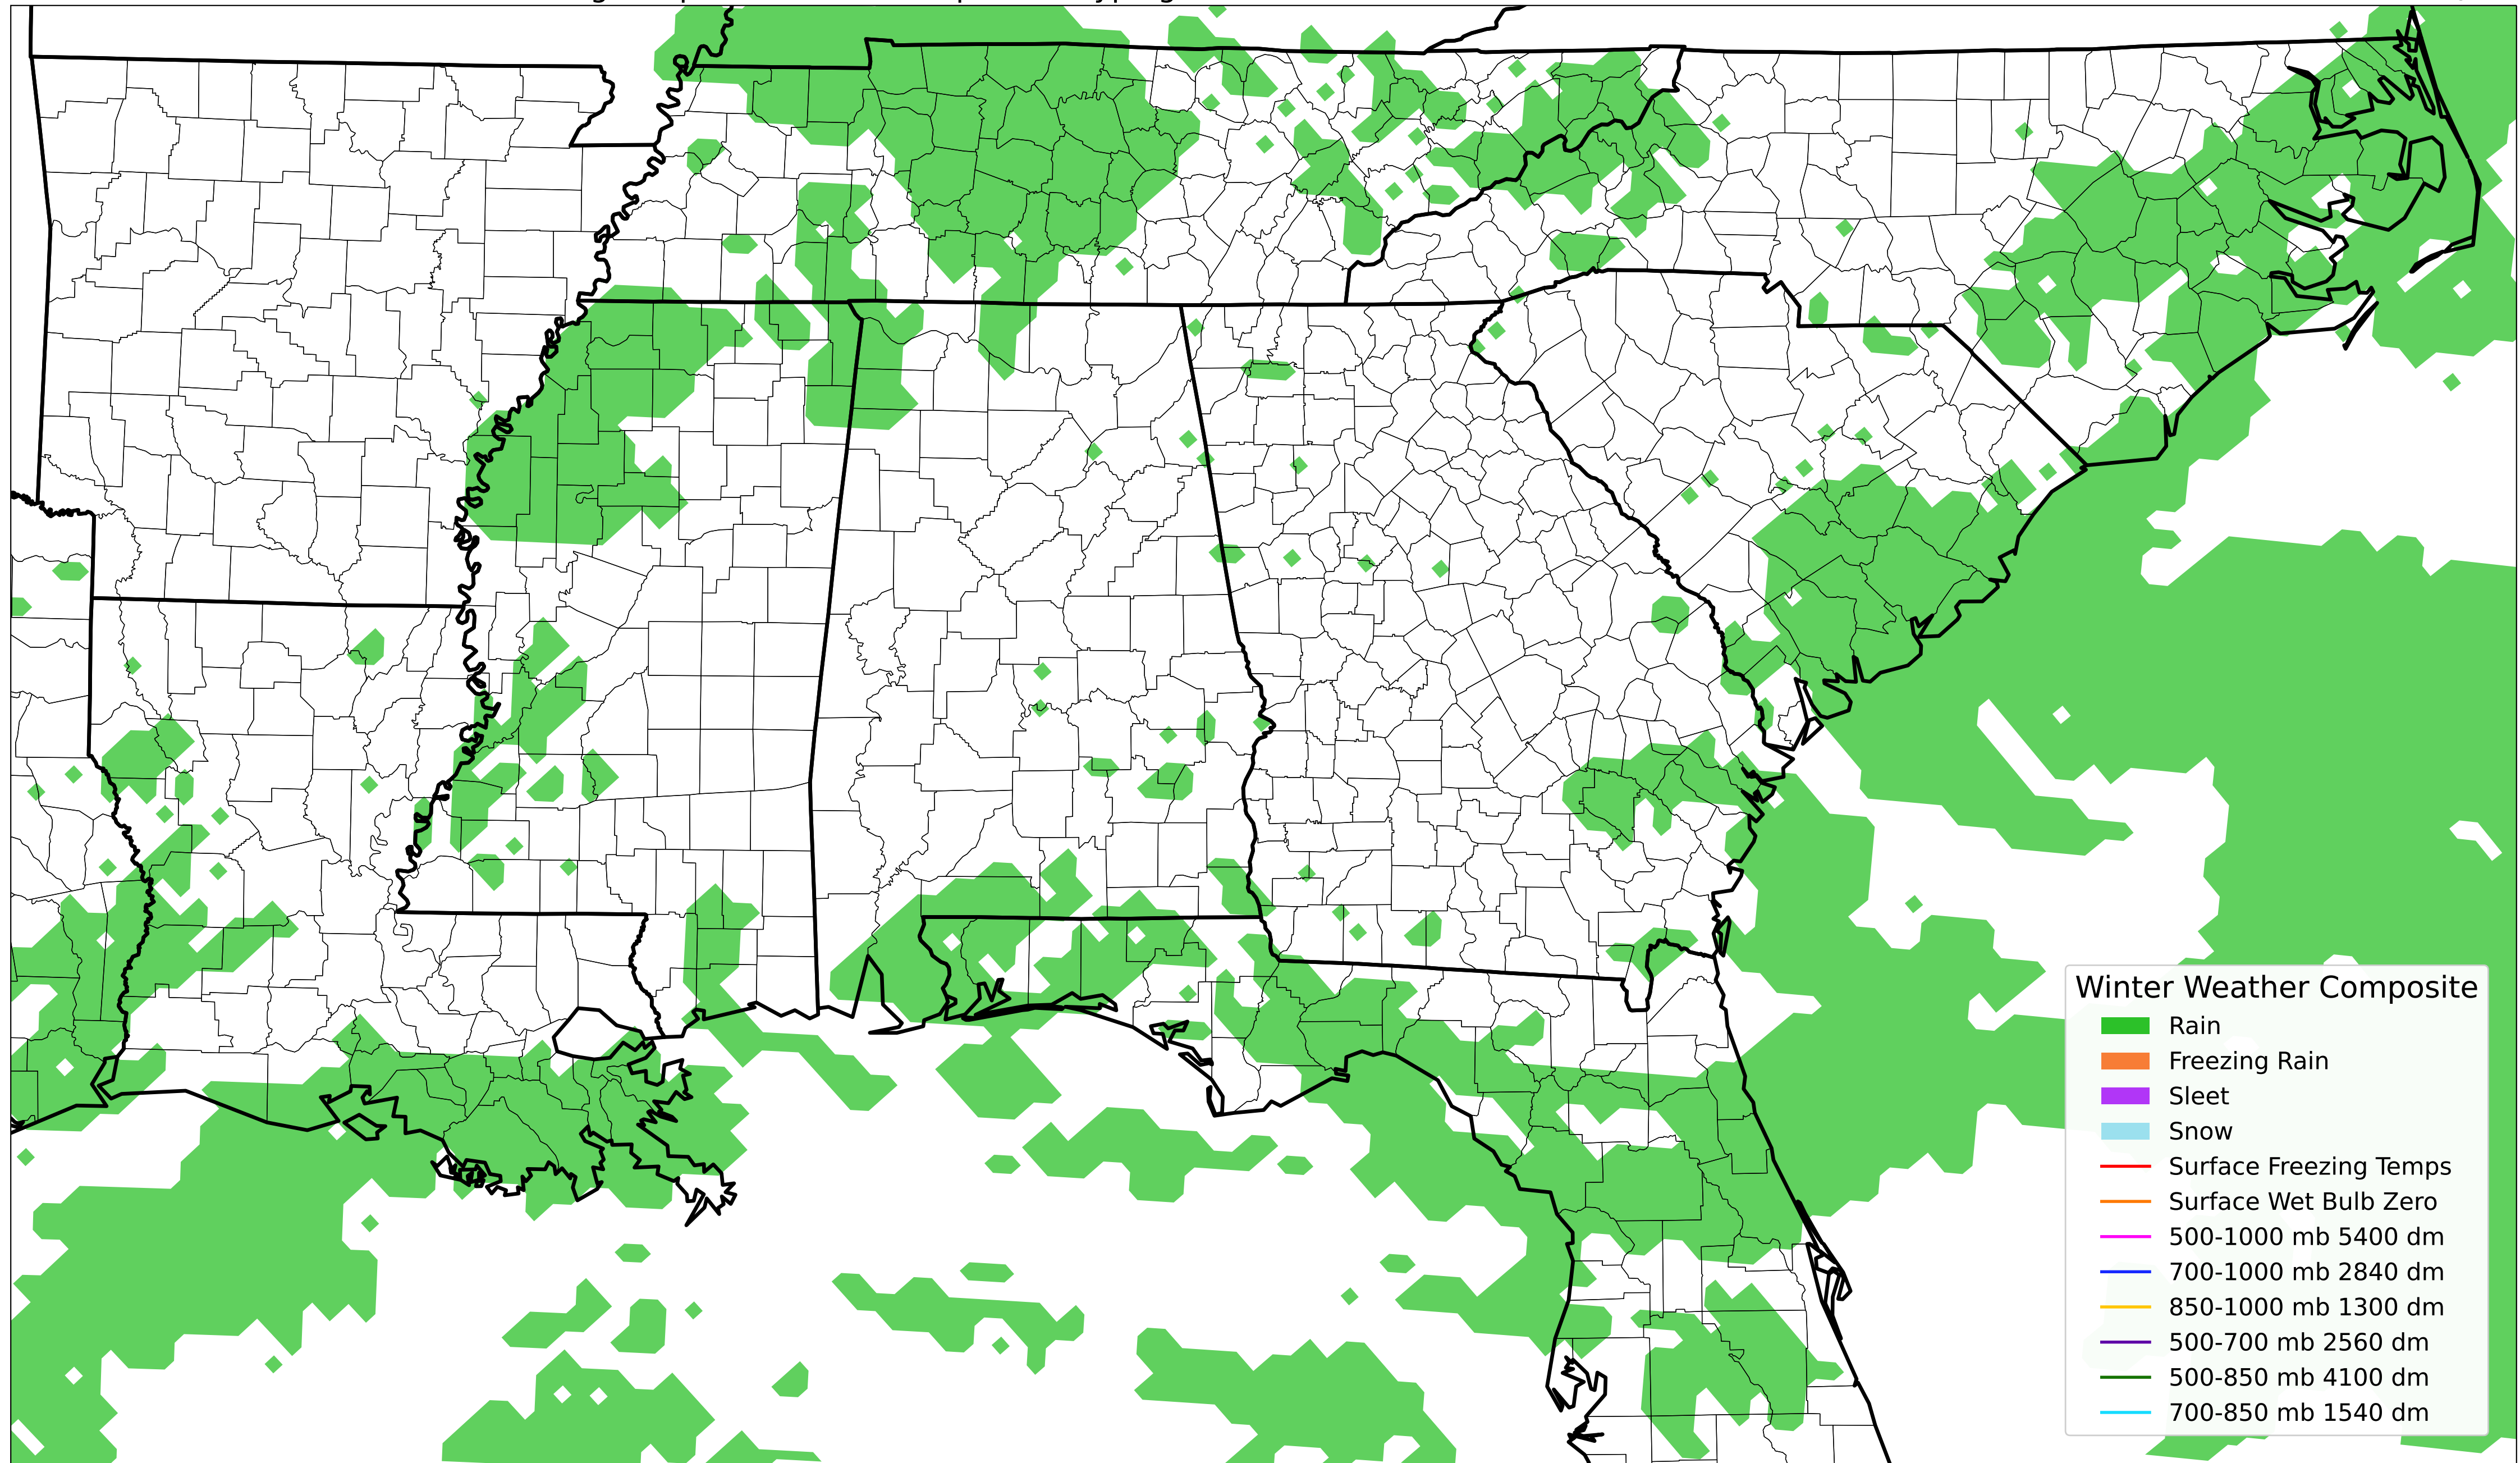 Winter Weather Composite
Rain
Freezing Rain
Sleet
Snow
Surface Freezing Temps
Surface Wet Bulb Zero
500-1000 mb 5400 dm
700-1000 mb 2840 dm
850-1000 mb 1300 dm
500-700 mb 2560 dm
500-850 mb 4100 dm
700-850 mb 1540 dm